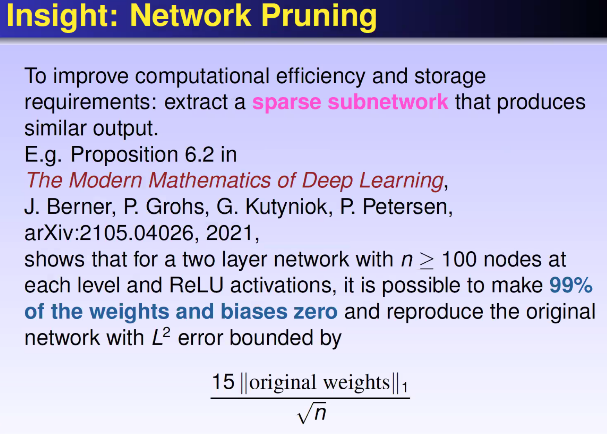 Insight: Network Pruning
To improve computational efficiency and storage
requirements: extract a sparse subnetwork that produces
similar output.
E.g. Proposition 6.2 in
The Modern Mathematics of Deep Learning,
J. Berner, P. Grohs, G. Kutyniok, P. Petersen,
arXiv:2105.04026, 2021,
shows that for a two layer network with n ≥ 100 nodes at
each level and ReLU activations, it is possible to make 99%
of the weights and biases zero and reproduce the original
network with L² error bounded by
15 ‖original weights‖₁
√n